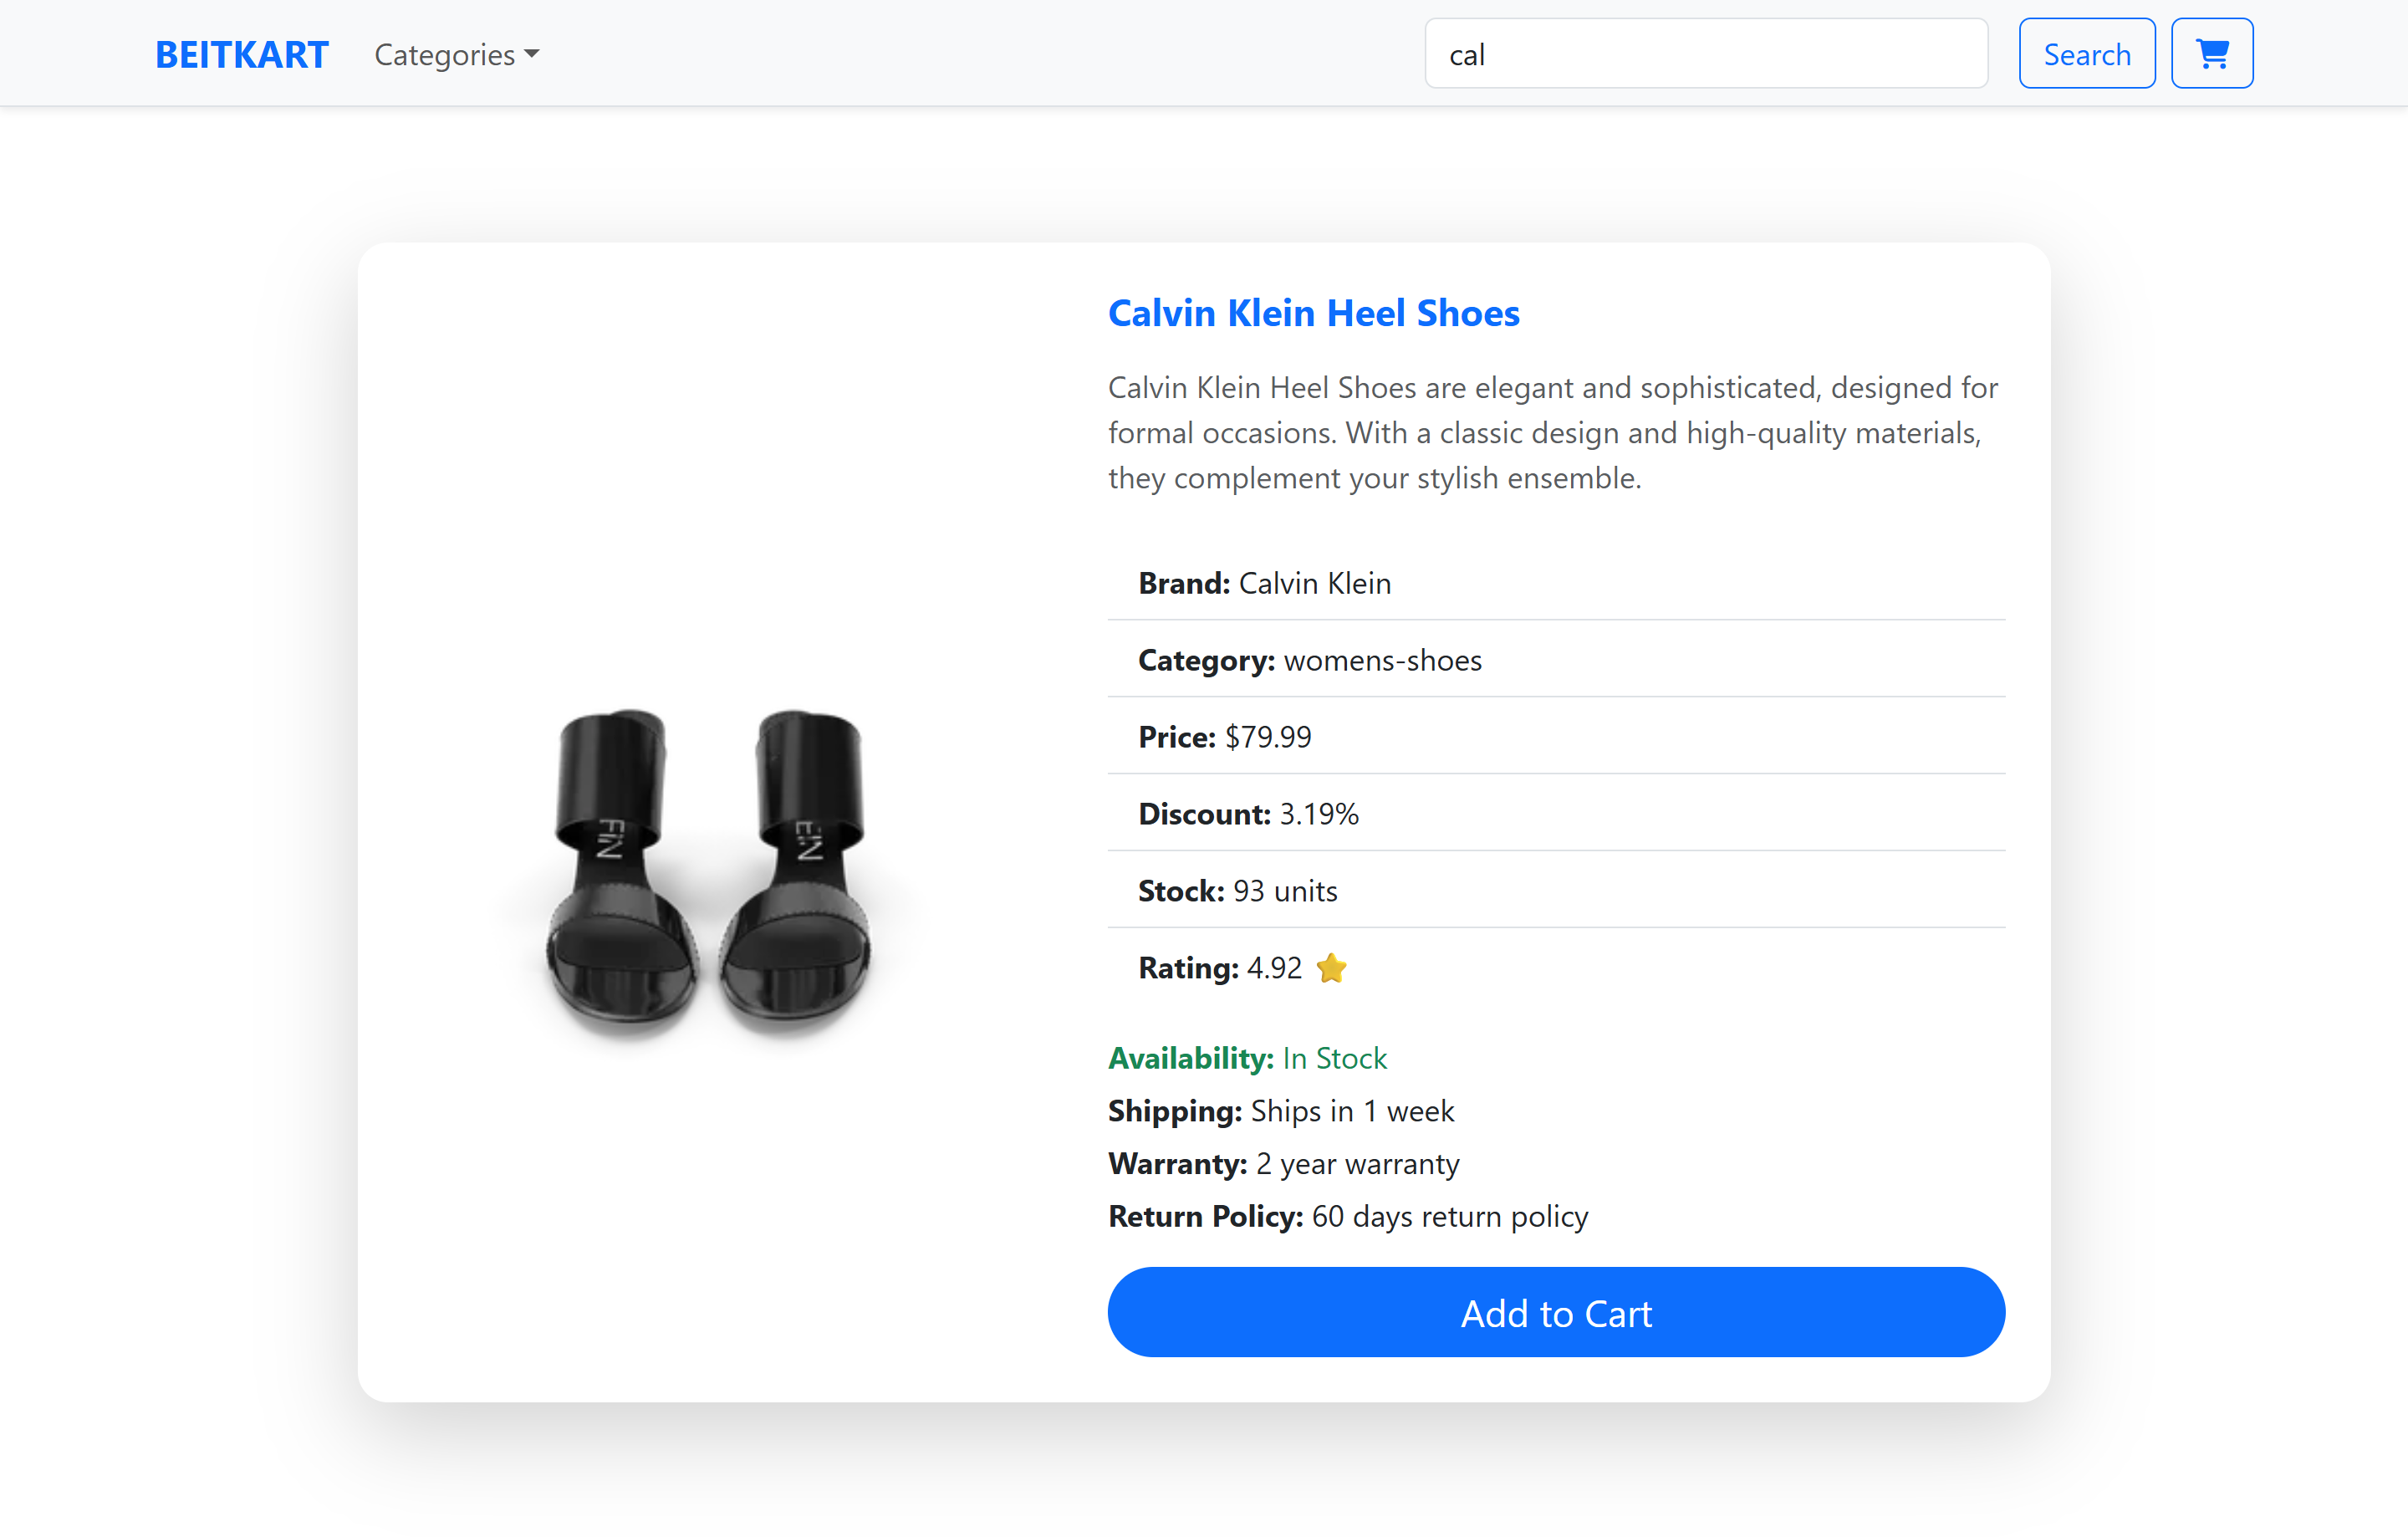 BEITKART Categories cal Search
Calvin Klein Heel Shoes
Calvin Klein Heel Shoes are elegant and sophisticated, designed for
formal occasions. With a classic design and high-quality materials,
they complement your stylish ensemble.
Brand: Calvin Klein
Category: womens-shoes
Price: $79.99
Discount: 3.19%
Stock: 93 units
Rating: 4.92 ⭐
Availability: In Stock
Shipping: Ships in 1 week
Warranty: 2 year warranty
Return Policy: 60 days return policy
Add to Cart